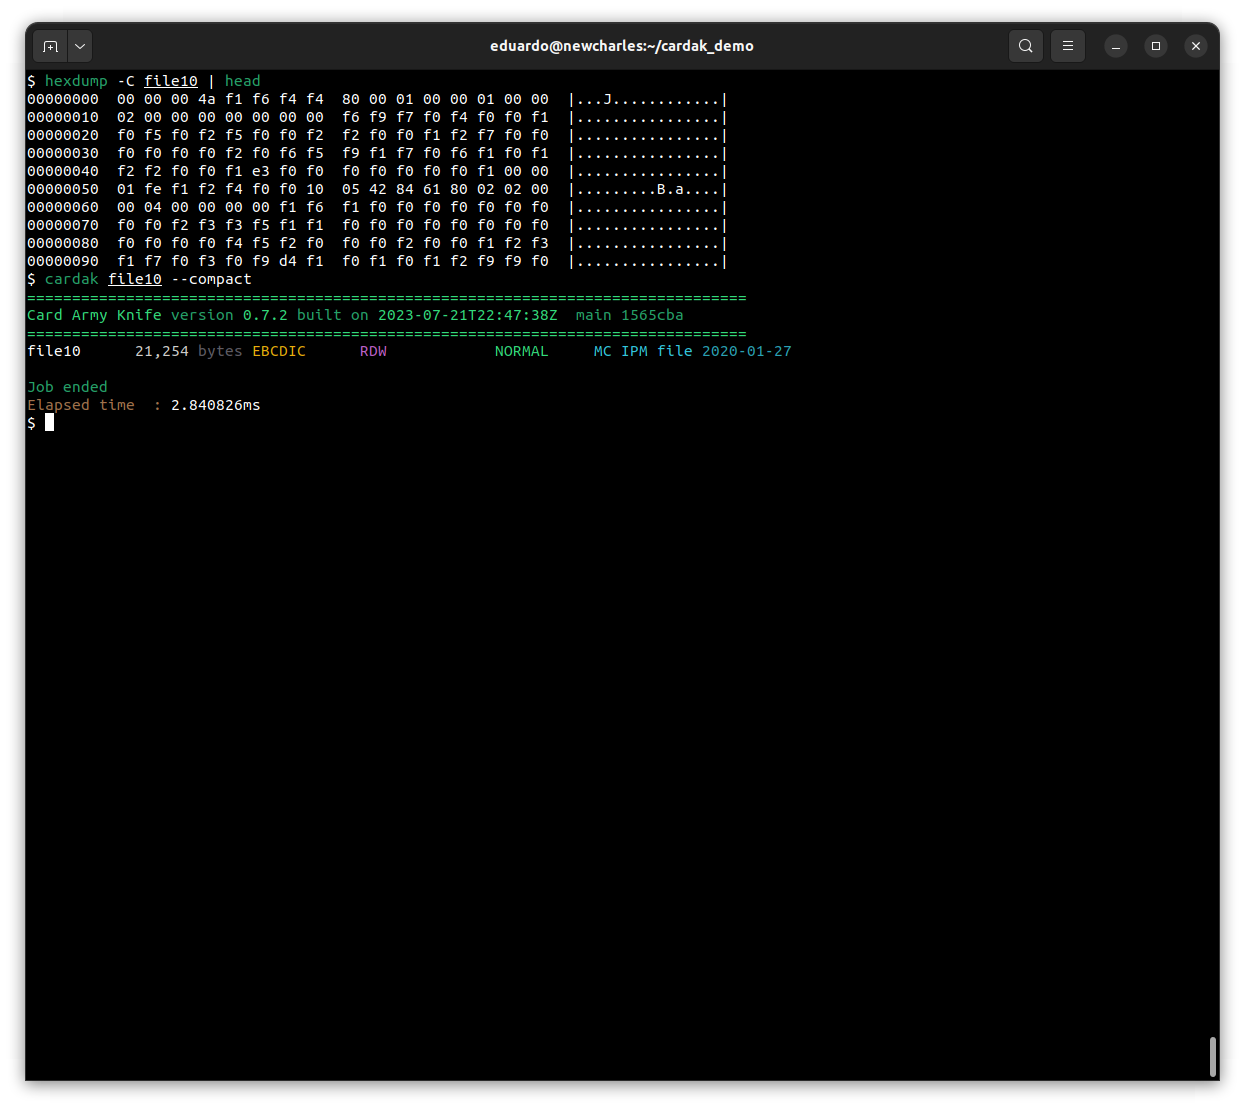 eduardo@newcharles:~/cardak_demo
$ hexdump -C file10 | head
00000000  00 00 00 4a f1 f6 f4 f4  80 00 01 00 00 01 00 00  |...J............|
00000010  02 00 00 00 00 00 00 00  f6 f9 f7 f0 f4 f0 f0 f1  |................|
00000020  f0 f5 f0 f2 f5 f0 f0 f2  f2 f0 f0 f1 f2 f7 f0 f0  |................|
00000030  f0 f0 f0 f0 f2 f0 f6 f5  f9 f1 f7 f0 f6 f1 f0 f1  |................|
00000040  f2 f2 f0 f0 f1 e3 f0 f0  f0 f0 f0 f0 f0 f1 00 00  |................|
00000050  01 fe f1 f2 f4 f0 f0 10  05 42 84 61 80 02 02 00  |.........B.a....|
00000060  00 04 00 00 00 00 f1 f6  f1 f0 f0 f0 f0 f0 f0 f0  |................|
00000070  f0 f0 f2 f3 f3 f5 f1 f1  f0 f0 f0 f0 f0 f0 f0 f0  |................|
00000080  f0 f0 f0 f0 f4 f5 f2 f0  f0 f0 f2 f0 f0 f1 f2 f3  |................|
00000090  f1 f7 f0 f3 f0 f9 d4 f1  f0 f1 f0 f1 f2 f9 f9 f0  |................|
$ cardak file10 --compact
================================================================================
Card Army Knife version 0.7.2 built on 2023-07-21T22:47:38Z  main 1565cba
================================================================================
file10      21,254 bytes EBCDIC      RDW            NORMAL     MC IPM file 2020-01-27
Job ended
Elapsed time  : 2.840826ms
$